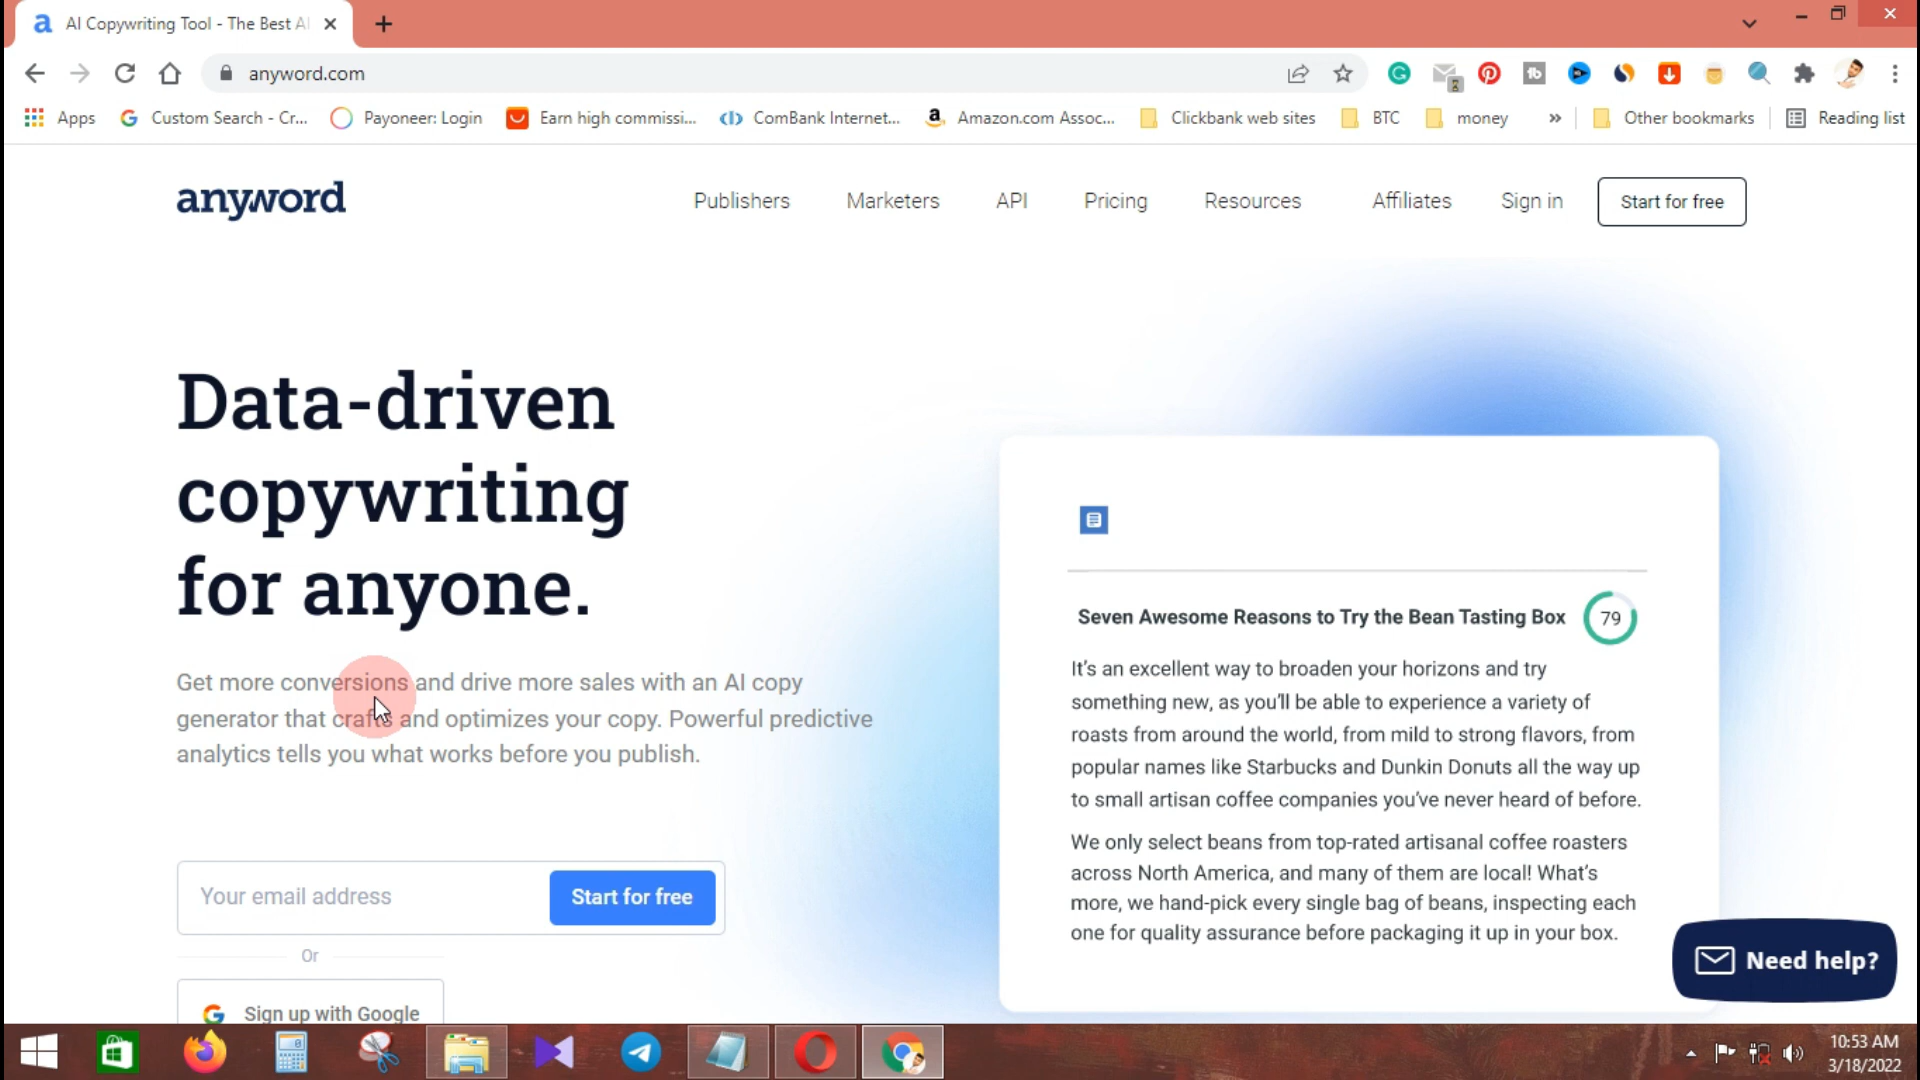 AI Copywriting Tool - The Best AI
anyword.com
Apps
Custom Search - Cr...
Payoneer: Login
Earn high commissi...
ComBank Internet...
Amazon.com Assoc...
Clickbank web sites
BTC
money
Other bookmarks
Reading list
anyword
Publishers
Marketers
API
Pricing
Resources
Affiliates
Sign in
Start for free
Data-driven
copywriting
for anyone.
Get more conversions and drive more sales with an AI copy
generator that crafts and optimizes your copy. Powerful predictive
analytics tells you what works before you publish.
Your email address
Start for free
Or
Sign up with Google
Seven Awesome Reasons to Try the Bean Tasting Box
79
It's an excellent way to broaden your horizons and try
something new, as you'll be able to experience a variety of
roasts from around the world, from mild to strong flavors, from
popular names like Starbucks and Dunkin Donuts all the way up
to small artisan coffee companies you've never heard of before.
We only select beans from top-rated artisanal coffee roasters
across North America, and many of them are local! What's
more, we hand-pick every single bag of beans, inspecting each
one for quality assurance before packaging it up in your box.
Need help?
10:53 AM
3/18/2022